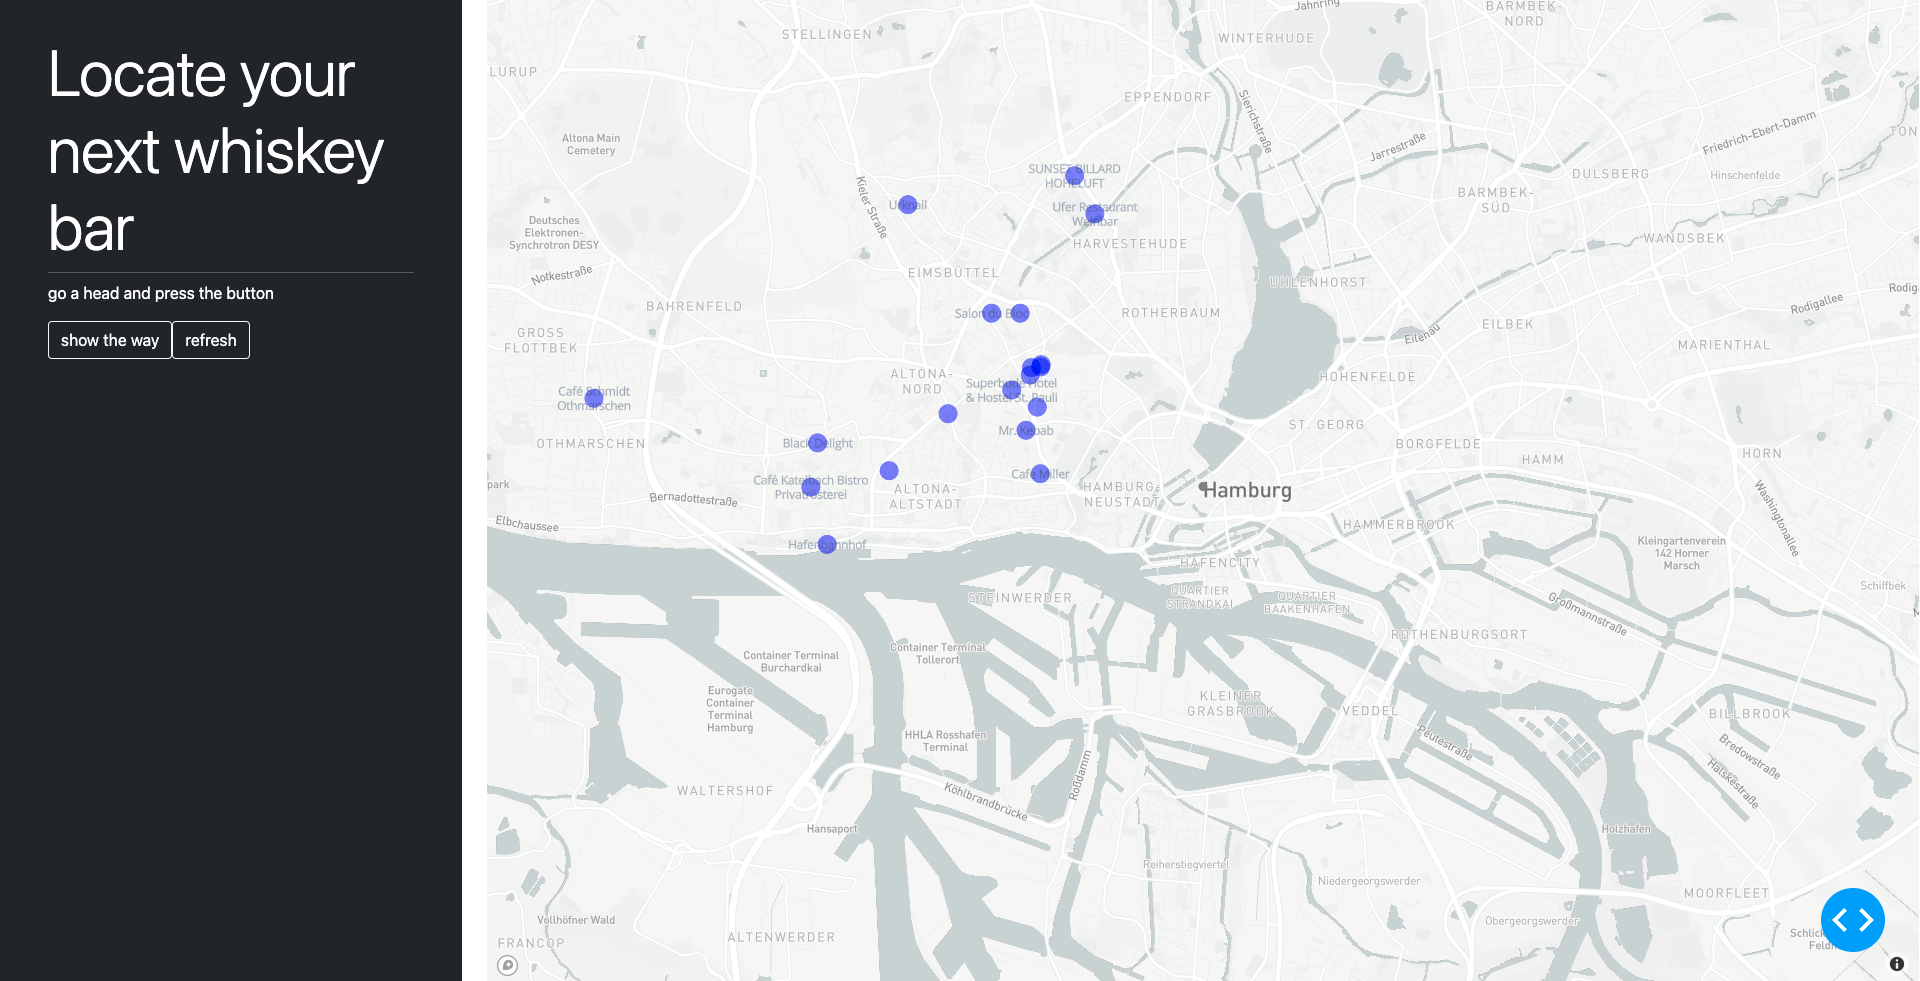 Locate your
next whiskey
bar
go a head and press the button
show the way
refresh
STELLINGEN
LURUP
Jahnring
BARMBEK-
NORD
WINTERHUDE
EPPENDORF
Sierichstraße
Altona Main
Cemetery
Kieler Straße
Jarrestraße
Friedrich-Ebert-Damm
TON
SUNSET BILLARD
HOHELUFT
DULSBERG
Hinschenfelde
BARMBEK-
SÜD
Urknall
Ufer Restaurant
Weinbar
Deutsches
Elektronen-
Synchrotron DESY
HARVESTEHUDE
WANDSBEK
Notkestraße
EIMSBÜTTEL
UHLENHORST
Rodig
BAHRENFELD
Salon du Bloc
ROTHERBAUM
Rodigallee
EILBEK
GROSS
FLOTTBEK
Eilenau
MARIENTHAL
ALTONA-
NORD
Superbude Hotel
& Hostel St. Pauli
HOHENFELDE
Café Schmidt
Othmarschen
ST. GEORG
Mr. Kebab
OTHMARSCHEN
Black Delight
BORGFELDE
HAMM
HORN
Café Miller
park
Café Katelbach Bistro
Privatrösterei
ALTONA-
ALTSTADT
HAMBURG-
NEUSTADT
Hamburg
Bernadottestraße
Washingtonallee
Elbchaussee
HAMMERBROOK
Hafenbahnhof
Kleingartenverein
142 Horner
Marsch
HAFENCITY
Schiffbek
STEINWERDER
QUARTIER
STRANDKAI
QUARTIER
BAAKENHAFEN
Großmannstraße
ROTHENBURGSORT
Container Terminal
Burchardkai
Container Terminal
Tollerort
Eurogate
Container
Terminal
Hamburg
KLEINER
GRASBROOK
VEDDEL
BILLBROOK
HHLA Rosshafen
Terminal
Peutestraße
Bredowstraße
Halskestraße
Roßdamm
WALTERSHOF
Köhlbrandbrücke
Hansaport
Holzhafen
Reiherstiegviertel
Niedergeorgswerder
MOORFLEET
Vollhöfner Wald
Obergeorgswerder
FRANCOP
ALTENWERDER